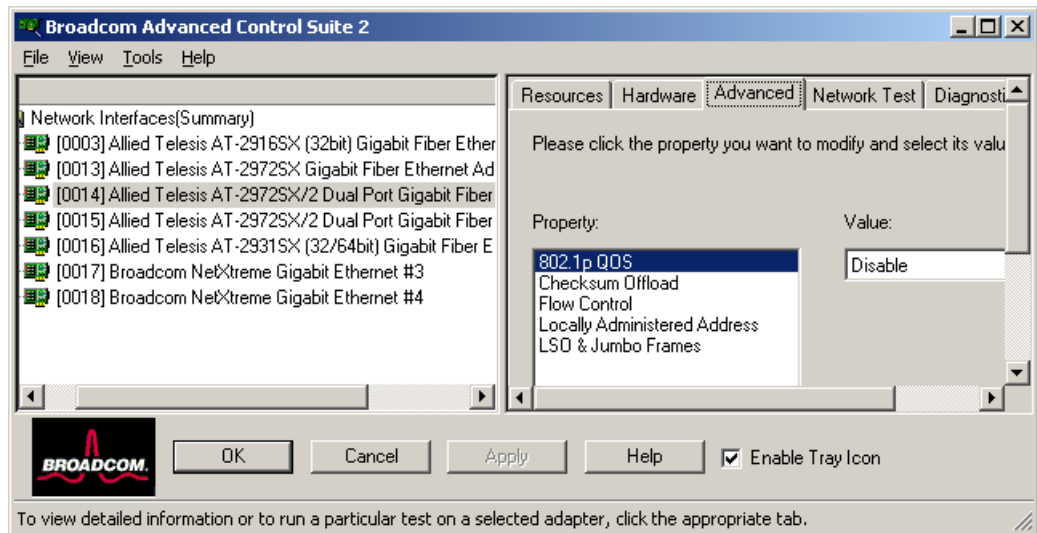 Broadcom Advanced Control Suite 2
File View Tools Help
Network Interfaces(Summary)
[0003] Allied Telesis AT-2916SX (32bit) Gigabit Fiber Ether
[0013] Allied Telesis AT-2972SX Gigabit Fiber Ethernet Ad
[0014] Allied Telesis AT-2972SX/2 Dual Port Gigabit Fiber
[0015] Allied Telesis AT-2972SX/2 Dual Port Gigabit Fiber
[0016] Allied Telesis AT-2931SX (32/64bit) Gigabit Fiber E
[0017] Broadcom NetXtreme Gigabit Ethernet #3
[0018] Broadcom NetXtreme Gigabit Ethernet #4
Resources Hardware Advanced Network Test Diagnosti
Please click the property you want to modify and select its valu
Property: Value:
802.1p QOS Disable
Checksum Offload
Flow Control
Locally Administered Address
LSO & Jumbo Frames
BROADCOM. OK Cancel Apply Help Enable Tray Icon
To view detailed information or to run a particular test on a selected adapter, click the appropriate tab.